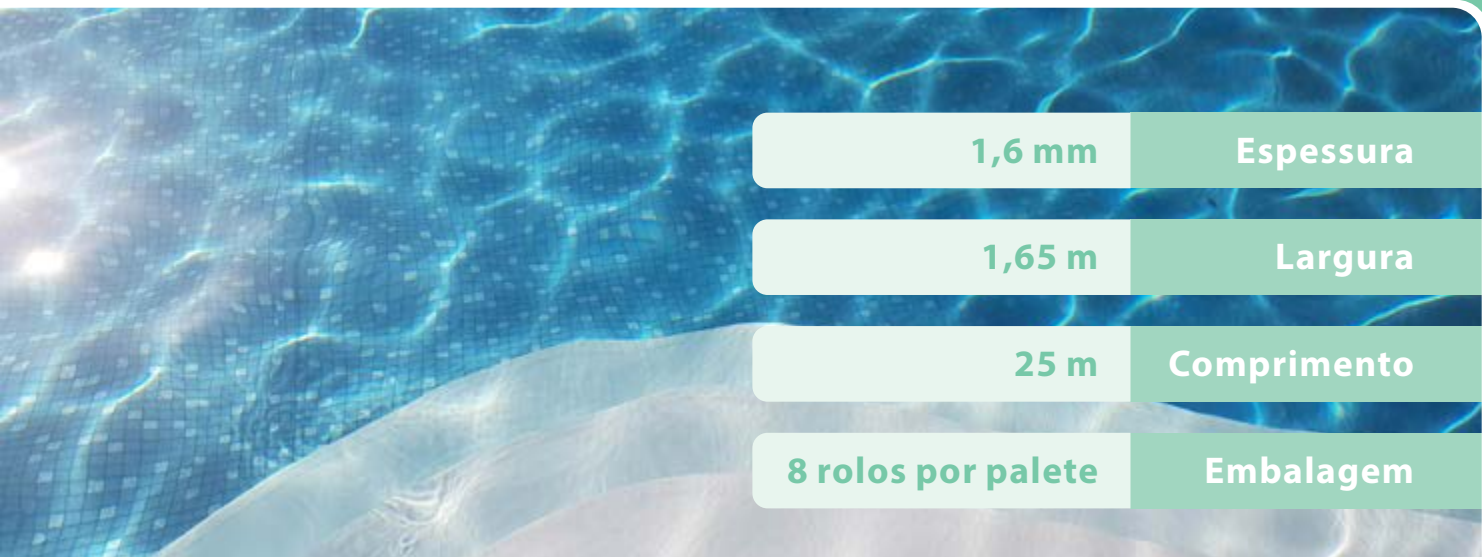 1,6 mm Espessura
1,65 m Largura
25 m Comprimento
8 rolos por palete Embalagem